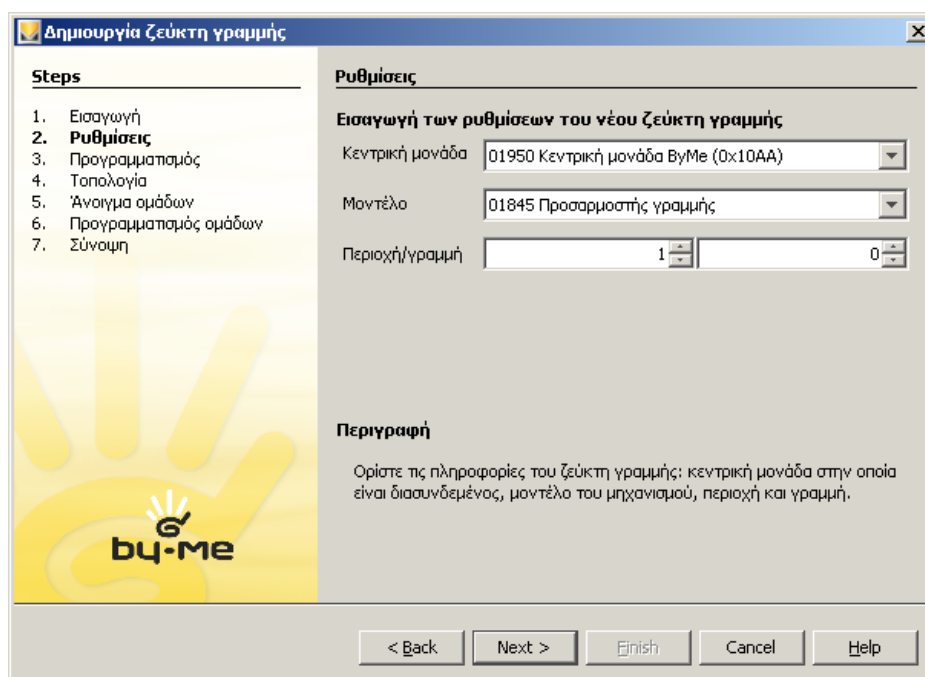 Δημιουργία ζεύκτη γραμμής
Steps
1. Εισαγωγή
2. Ρυθμίσεις
3. Προγραμματισμός
4. Τοπολογία
5. Άνοιγμα ομάδων
6. Προγραμματισμός ομάδων
7. Σύνοψη
by-me
Ρυθμίσεις
Εισαγωγή των ρυθμίσεων του νέου ζεύκτη γραμμής
Κεντρική μονάδα 01950 Κεντρική μονάδα ByMe (0x10AA)
Μοντέλο 01845 Προσαρμοστής γραμμής
Περιοχή/γραμμή 1 0
Περιγραφή
Ορίστε τις πληροφορίες του ζεύκτη γραμμής: κεντρική μονάδα στην οποία
είναι διασυνδεμένος, μοντέλο του μηχανισμού, περιοχή και γραμμή.
< Back Next > Finish Cancel Help